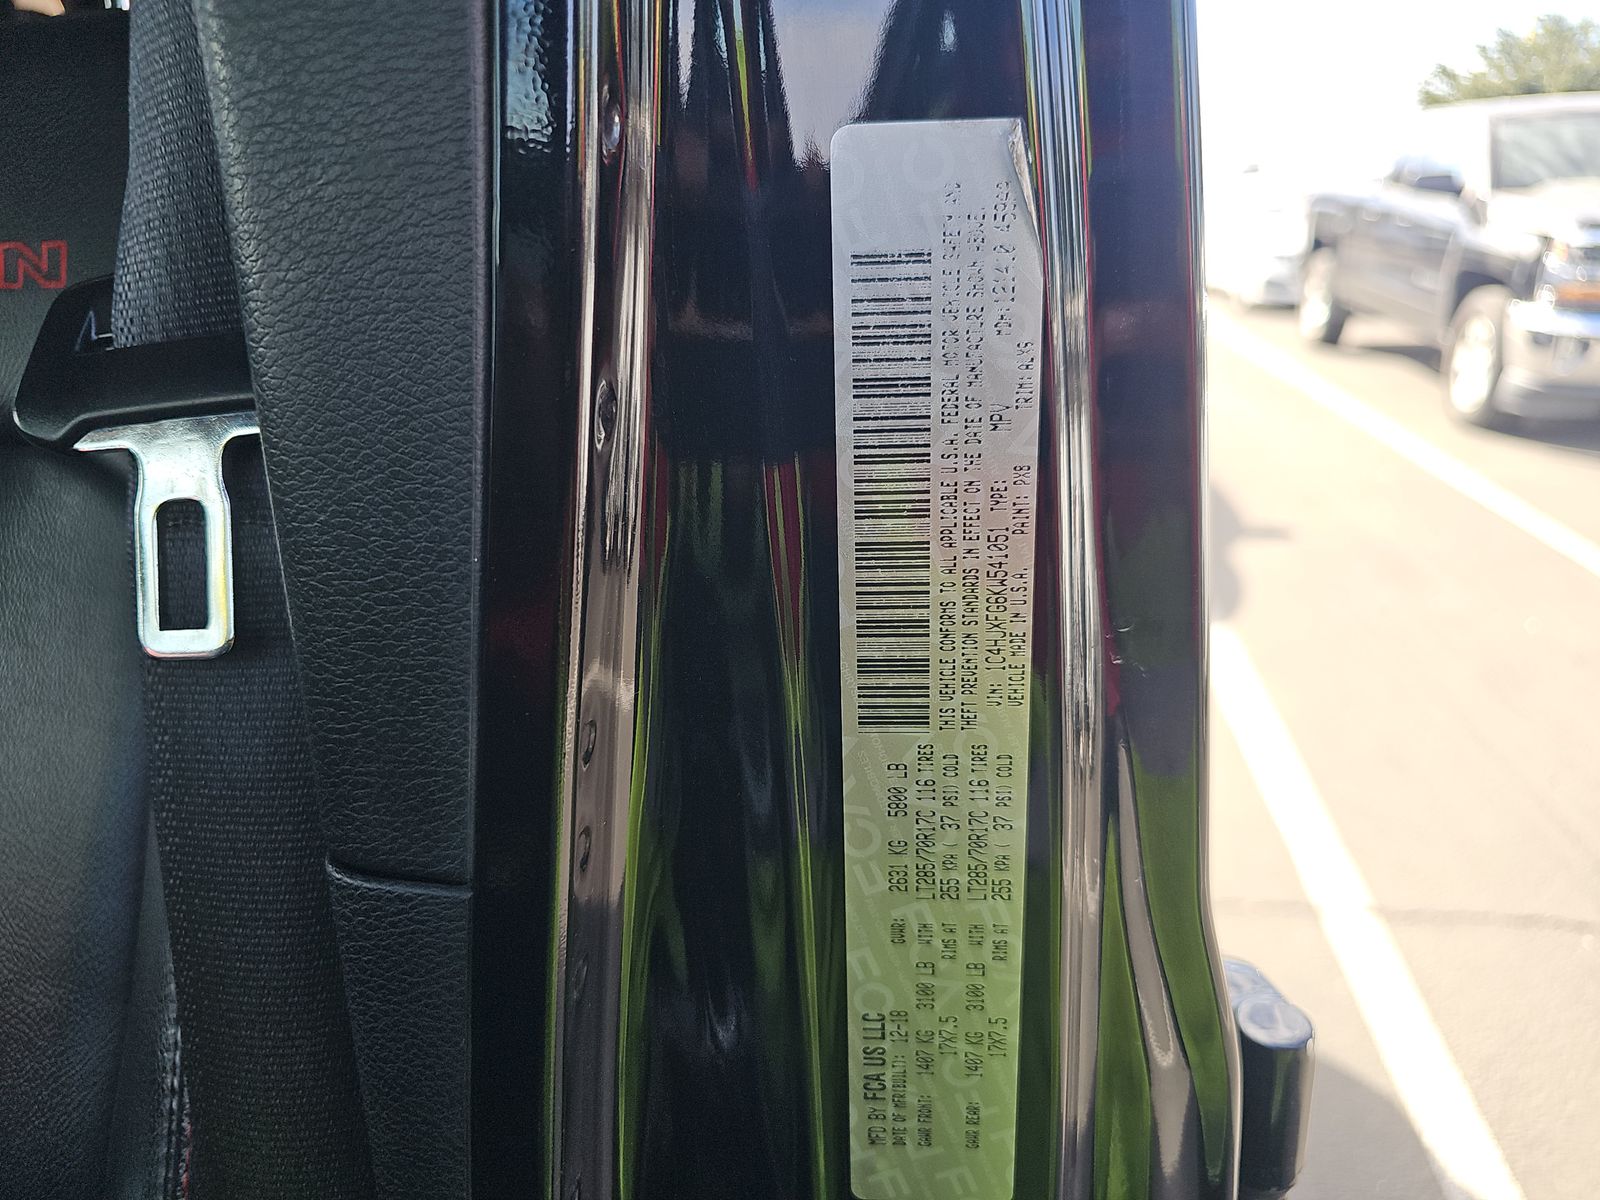 N
MFD BY FCA US LLC
DATE OF MFR(BUILT): 12-18 GVWR: 2631 KG 5800 LB
GAWR FRONT: 1407 KG 3100 LB WITH LT285/70R17C 116 TIRES
17X7.5 RIMS AT 255 KPA ( 37 PSI) COLD
GAWR REAR: 1407 KG 3100 LB WITH LT285/70R17C 116 TIRES
17X7.5 RIMS AT 255 KPA ( 37 PSI) COLD
THIS VEHICLE CONFORMS TO ALL APPLICABLE U.S.A. FEDERAL MOTOR VEHICLE SAFETY AND
THEFT PREVENTION STANDARDS IN EFFECT ON THE DATE OF MANUFACTURE SHOWN ABOVE.
VIN: 1C4HJXFG6KW541051 TYPE: MPV MDH: 121410
VEHICLE MADE IN U.S.A. PAINT: PX8 TRIM: ALXS